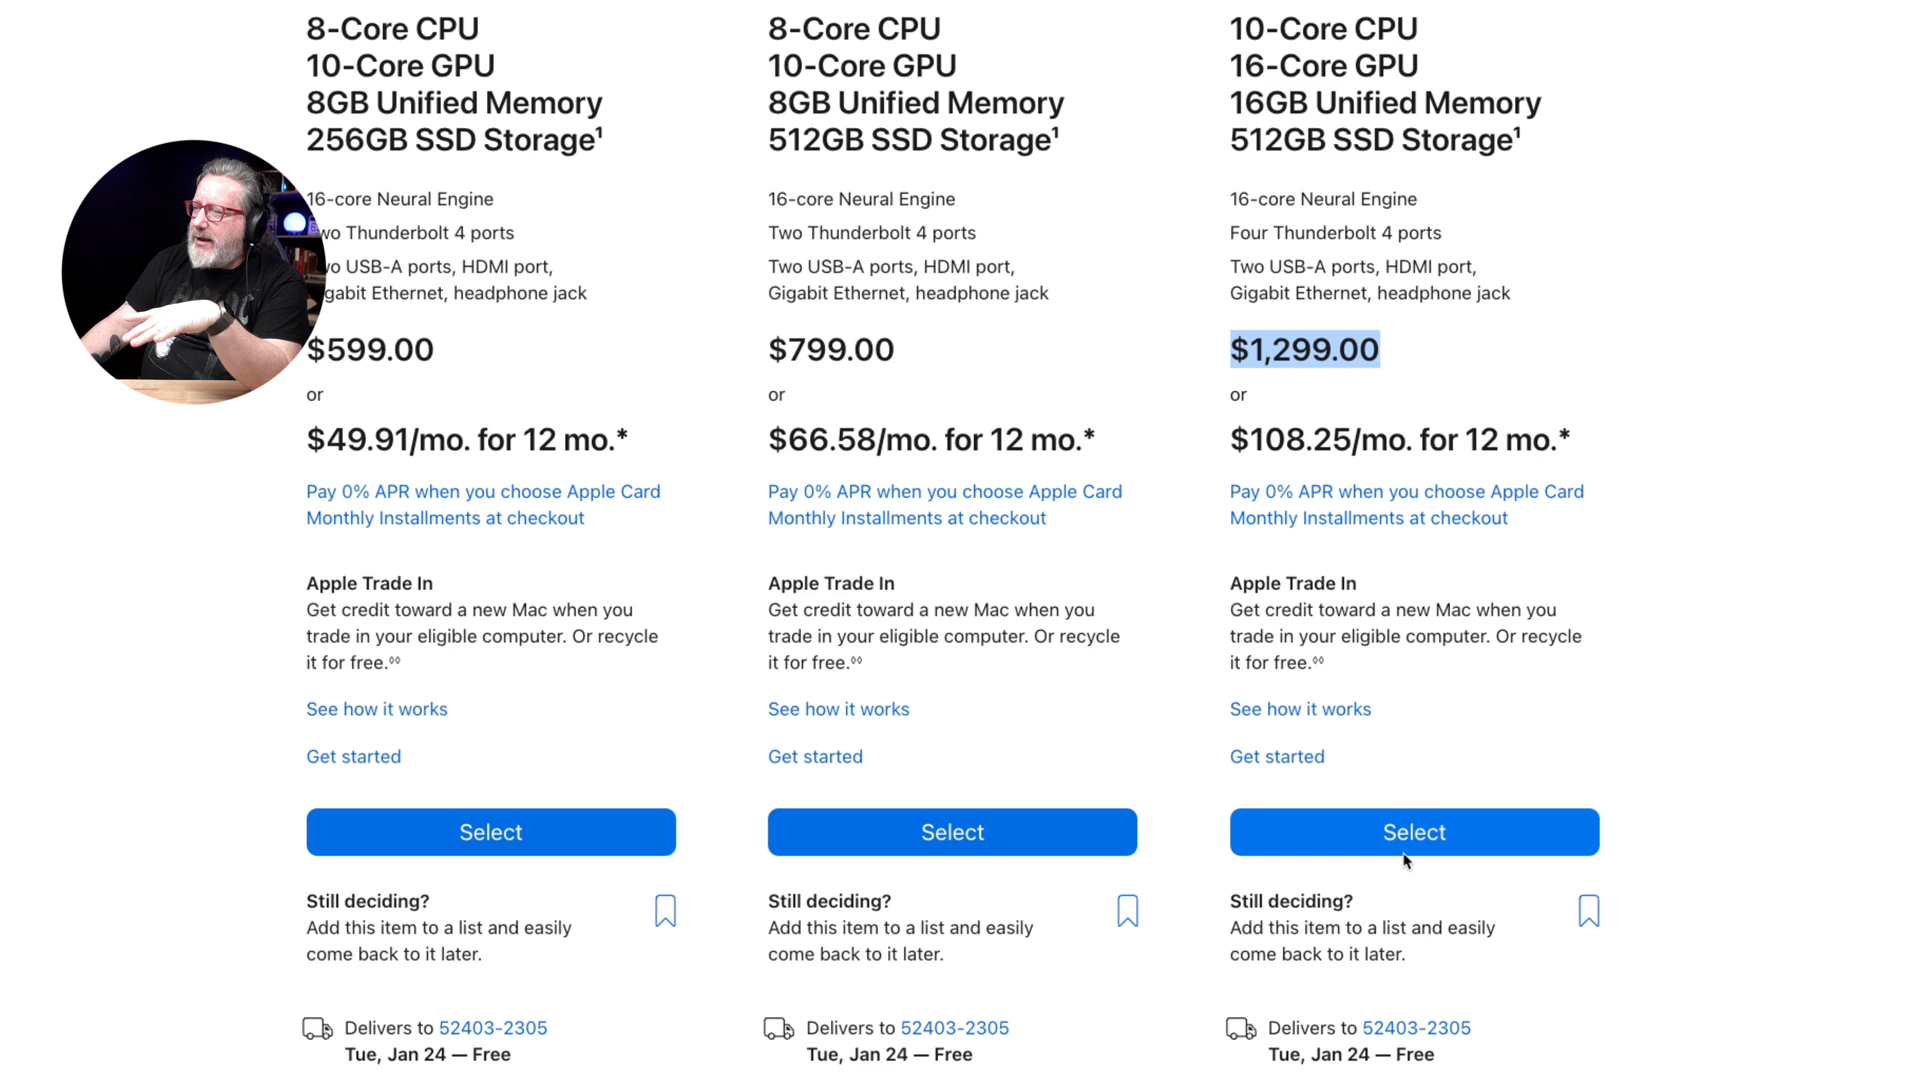 8-Core CPU
10-Core GPU
8GB Unified Memory
256GB SSD Storage¹
16-core Neural Engine
wo Thunderbolt 4 ports
o USB-A ports, HDMI port,
gabit Ethernet, headphone jack
$599.00
or
$49.91/mo. for 12 mo.*
Pay 0% APR when you choose Apple Card
Monthly Installments at checkout
Apple Trade In
Get credit toward a new Mac when you
trade in your eligible computer. Or recycle
it for free.◊◊
See how it works
Get started
Select
Still deciding?
Add this item to a list and easily
come back to it later.
Delivers to 52403-2305
Tue, Jan 24 — Free
8-Core CPU
10-Core GPU
8GB Unified Memory
512GB SSD Storage¹
16-core Neural Engine
Two Thunderbolt 4 ports
Two USB-A ports, HDMI port,
Gigabit Ethernet, headphone jack
$799.00
or
$66.58/mo. for 12 mo.*
Pay 0% APR when you choose Apple Card
Monthly Installments at checkout
Apple Trade In
Get credit toward a new Mac when you
trade in your eligible computer. Or recycle
it for free.◊◊
See how it works
Get started
Select
Still deciding?
Add this item to a list and easily
come back to it later.
Delivers to 52403-2305
Tue, Jan 24 — Free
10-Core CPU
16-Core GPU
16GB Unified Memory
512GB SSD Storage¹
16-core Neural Engine
Four Thunderbolt 4 ports
Two USB-A ports, HDMI port,
Gigabit Ethernet, headphone jack
$1,299.00
or
$108.25/mo. for 12 mo.*
Pay 0% APR when you choose Apple Card
Monthly Installments at checkout
Apple Trade In
Get credit toward a new Mac when you
trade in your eligible computer. Or recycle
it for free.◊◊
See how it works
Get started
Select
Still deciding?
Add this item to a list and easily
come back to it later.
Delivers to 52403-2305
Tue, Jan 24 — Free